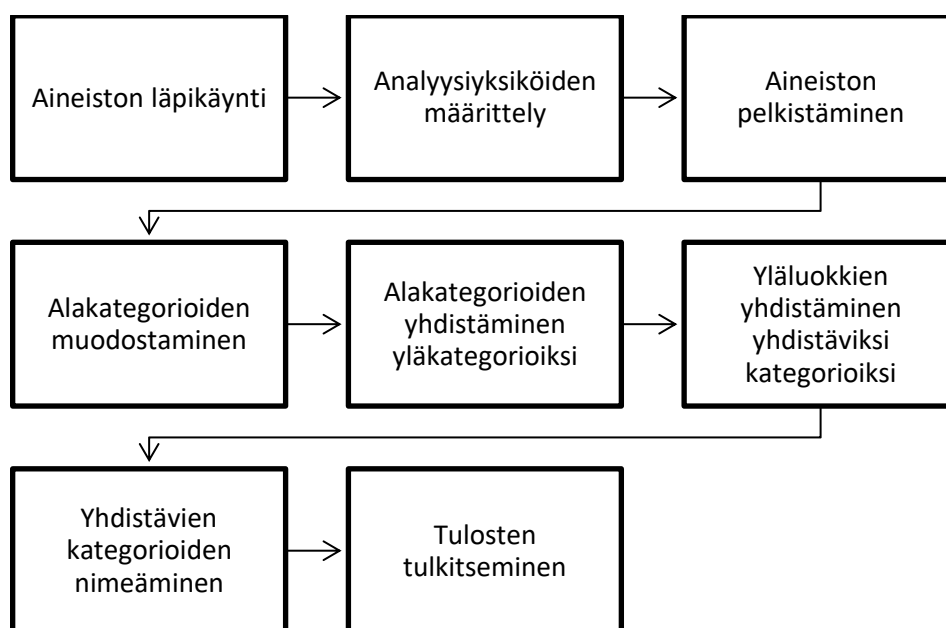 Aineiston läpikäynti
Analyysiyksiköiden
määrittely
Aineiston
pelkistäminen
Alakategorioiden
muodostaminen
Alakategorioiden
yhdistäminen
yläkategorioiksi
Yläluokkien
yhdistäminen
yhdistäviksi
kategorioiksi
Yhdistävien
kategorioiden
nimeäminen
Tulosten
tulkitseminen